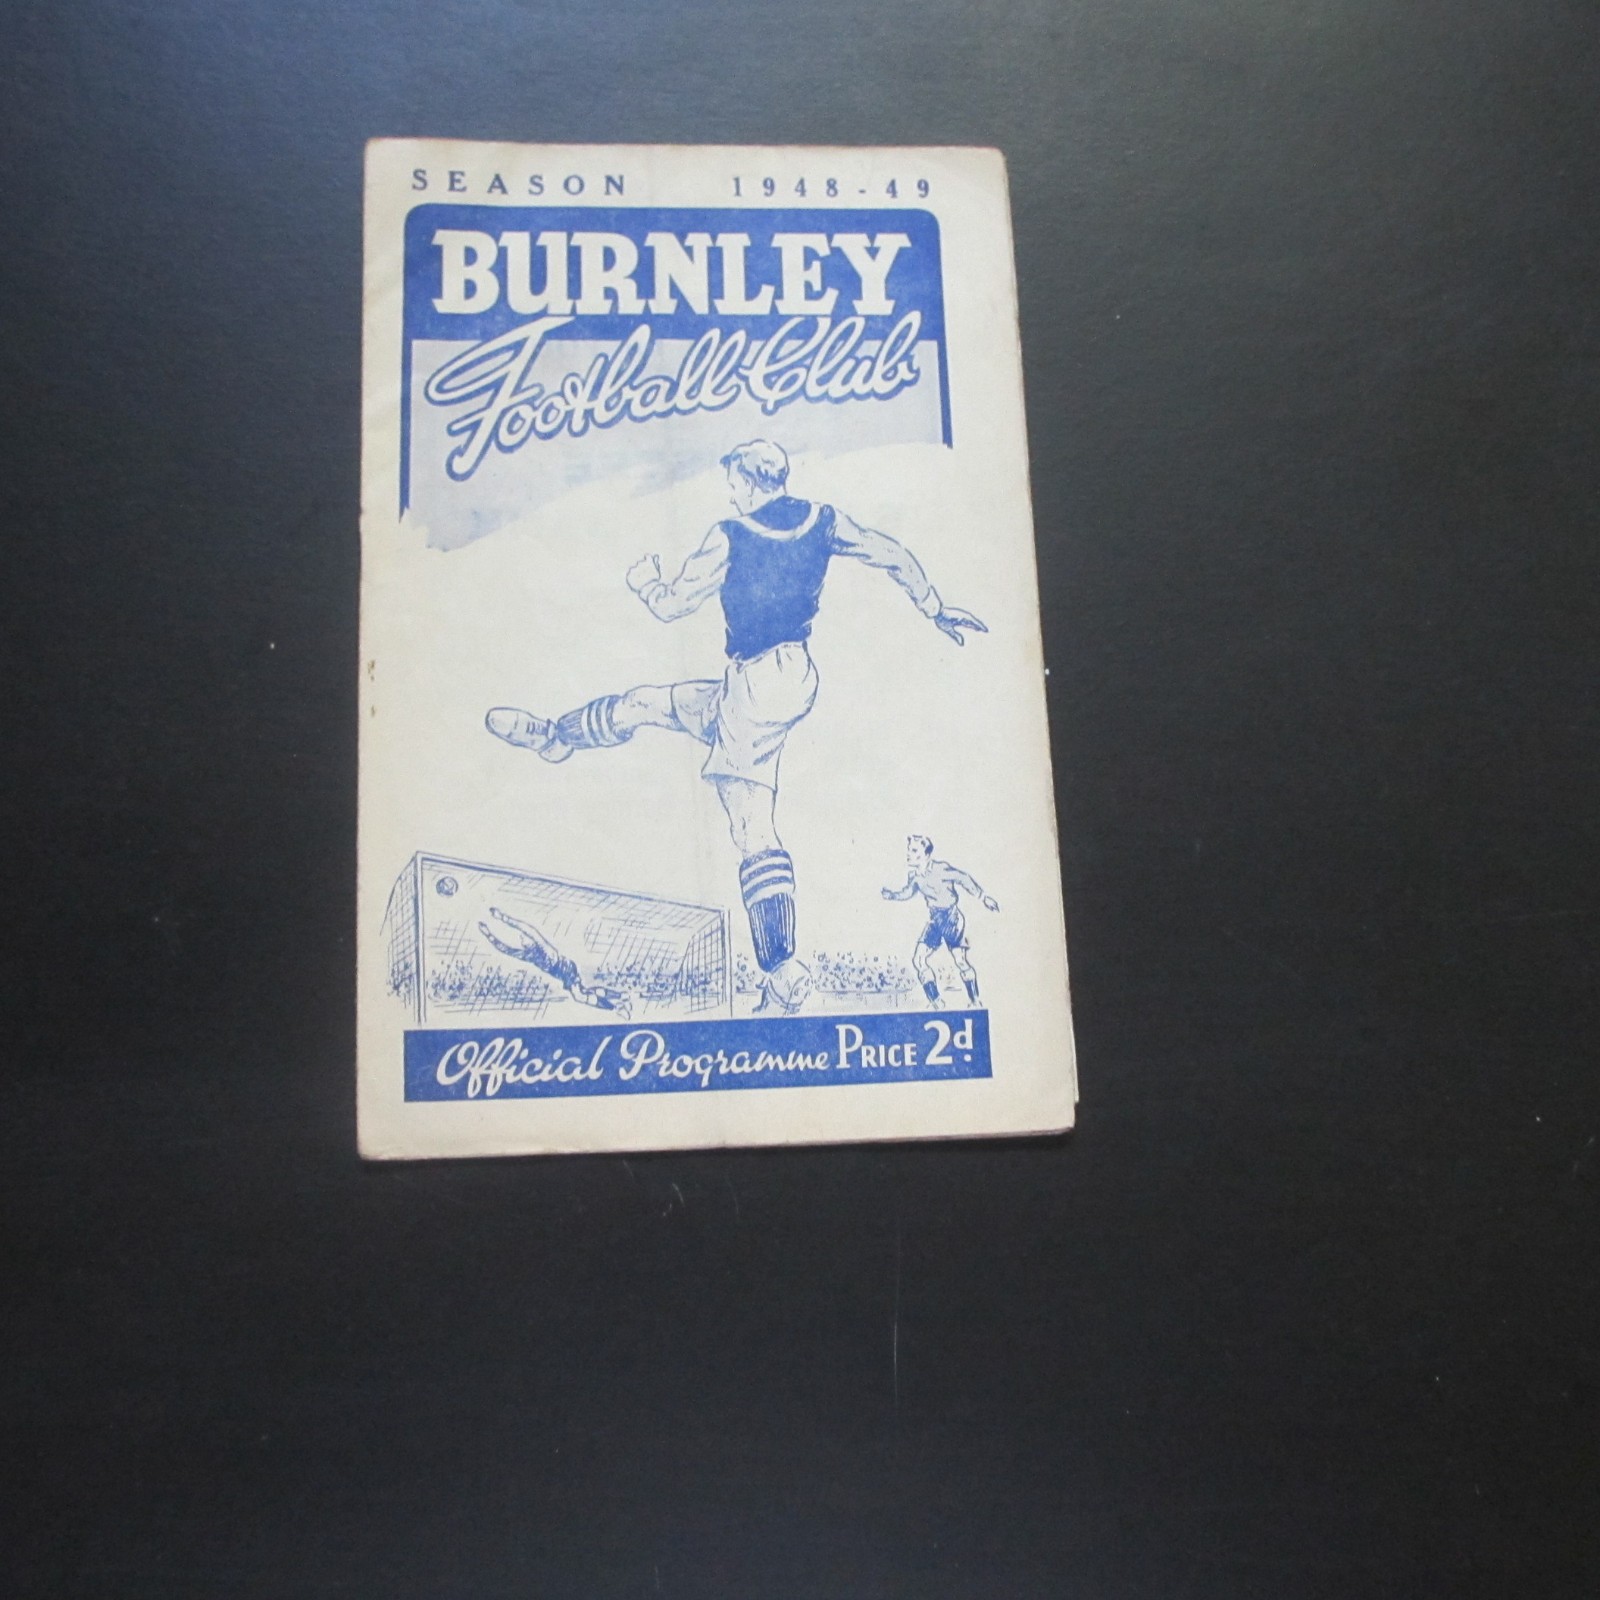 SEASON 1948-49
BURNLEY
Football Club
Official Programme PRICE 2d.